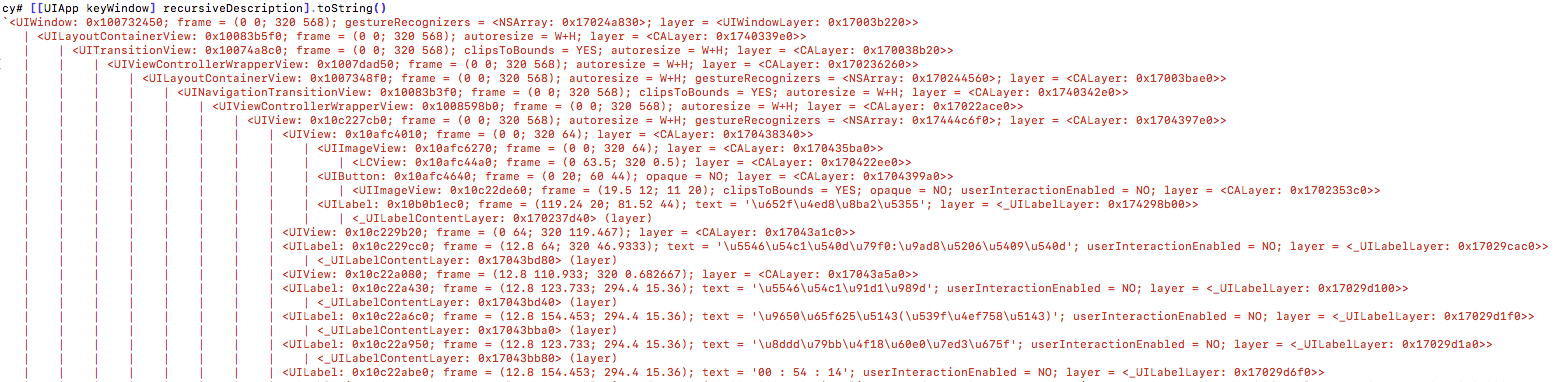 cy# [[UIApp keyWindow] recursiveDescription].toString()
`<UIWindow: 0x100732450; frame = (0 0; 320 568); gestureRecognizers = <NSArray: 0x17024a830>; layer = <UIWindowLayer: 0x17003b220>>
| <UILayoutContainerView: 0x10083b5f0; frame = (0 0; 320 568); autoresize = W+H; layer = <CALayer: 0x1740339e0>>
| | <UITransitionView: 0x10074a8c0; frame = (0 0; 320 568); clipsToBounds = YES; autoresize = W+H; layer = <CALayer: 0x170038b20>>
| | | <UIViewControllerWrapperView: 0x1007dad50; frame = (0 0; 320 568); autoresize = W+H; layer = <CALayer: 0x170236260>>
| | | | <UILayoutContainerView: 0x1007348f0; frame = (0 0; 320 568); autoresize = W+H; gestureRecognizers = <NSArray: 0x170244560>; layer = <CALayer: 0x17003bae0>>
| | | | | <UINavigationTransitionView: 0x10083b3f0; frame = (0 0; 320 568); clipsToBounds = YES; autoresize = W+H; layer = <CALayer: 0x1740342e0>>
| | | | | | <UIViewControllerWrapperView: 0x1008598b0; frame = (0 0; 320 568); autoresize = W+H; layer = <CALayer: 0x17022ace0>>
| | | | | | | <UIView: 0x10c227cb0; frame = (0 0; 320 568); autoresize = W+H; gestureRecognizers = <NSArray: 0x17444c6f0>; layer = <CALayer: 0x1704397e0>>
| | | | | | | | <UIView: 0x10afc4010; frame = (0 0; 320 64); layer = <CALayer: 0x170438340>>
| | | | | | | | | <UIImageView: 0x10afc6270; frame = (0 0; 320 64); layer = <CALayer: 0x170435ba0>>
| | | | | | | | | | <LCView: 0x10afc44a0; frame = (0 63.5; 320 0.5); layer = <CALayer: 0x170422ee0>>
| | | | | | | | | <UIButton: 0x10afc4640; frame = (0 20; 60 44); opaque = NO; layer = <CALayer: 0x1704399a0>>
| | | | | | | | | | <UIImageView: 0x10c22de60; frame = (19.5 12; 11 20); clipsToBounds = YES; opaque = NO; userInteractionEnabled = NO; layer = <CALayer: 0x1702353c0>>
| | | | | | | | | <UILabel: 0x10b0b1ec0; frame = (119.24 20; 81.52 44); text = '\u652f\u4ed8\u8ba2\u5355'; layer = <_UILabelLayer: 0x174298b00>>
| | | | | | | | | | <_UILabelContentLayer: 0x170237d40> (layer)
| | | | | | | | <UIView: 0x10c229b20; frame = (0 64; 320 119.467); layer = <CALayer: 0x17043a1c0>>
| | | | | | | | <UILabel: 0x10c229cc0; frame = (12.8 64; 320 46.9333); text = '\u5546\u54c1\u540d\u79f0:\u9ad8\u5206\u5409\u540d'; userInteractionEnabled = NO; layer = <_UILabelLayer: 0x17029cac0>>
| | | | | | | | | <_UILabelContentLayer: 0x17043bd80> (layer)
| | | | | | | | <UIView: 0x10c22a080; frame = (12.8 110.933; 320 0.682667); layer = <CALayer: 0x17043a5a0>>
| | | | | | | | <UILabel: 0x10c22a430; frame = (12.8 123.733; 294.4 15.36); text = '\u5546\u54c1\u91d1\u989d'; userInteractionEnabled = NO; layer = <_UILabelLayer: 0x17029d100>>
| | | | | | | | | <_UILabelContentLayer: 0x17043bd40> (layer)
| | | | | | | | <UILabel: 0x10c22a6c0; frame = (12.8 154.453; 294.4 15.36); text = '\u9650\u65f625\u5143(\u539f\u4ef758\u5143)'; userInteractionEnabled = NO; layer = <_UILabelLayer: 0x17029d1f0>>
| | | | | | | | | <_UILabelContentLayer: 0x17043bba0> (layer)
| | | | | | | | <UILabel: 0x10c22a950; frame = (12.8 123.733; 294.4 15.36); text = '\u8ddd\u79bb\u4f18\u60e0\u7ed3\u675f'; userInteractionEnabled = NO; layer = <_UILabelLayer: 0x17029d1a0>>
| | | | | | | | | <_UILabelContentLayer: 0x17043bb80> (layer)
| | | | | | | | <UILabel: 0x10c22abe0; frame = (12.8 154.453; 294.4 15.36); text = '00 : 54 : 14'; userInteractionEnabled = NO; layer = <_UILabelLayer: 0x17029d6f0>>